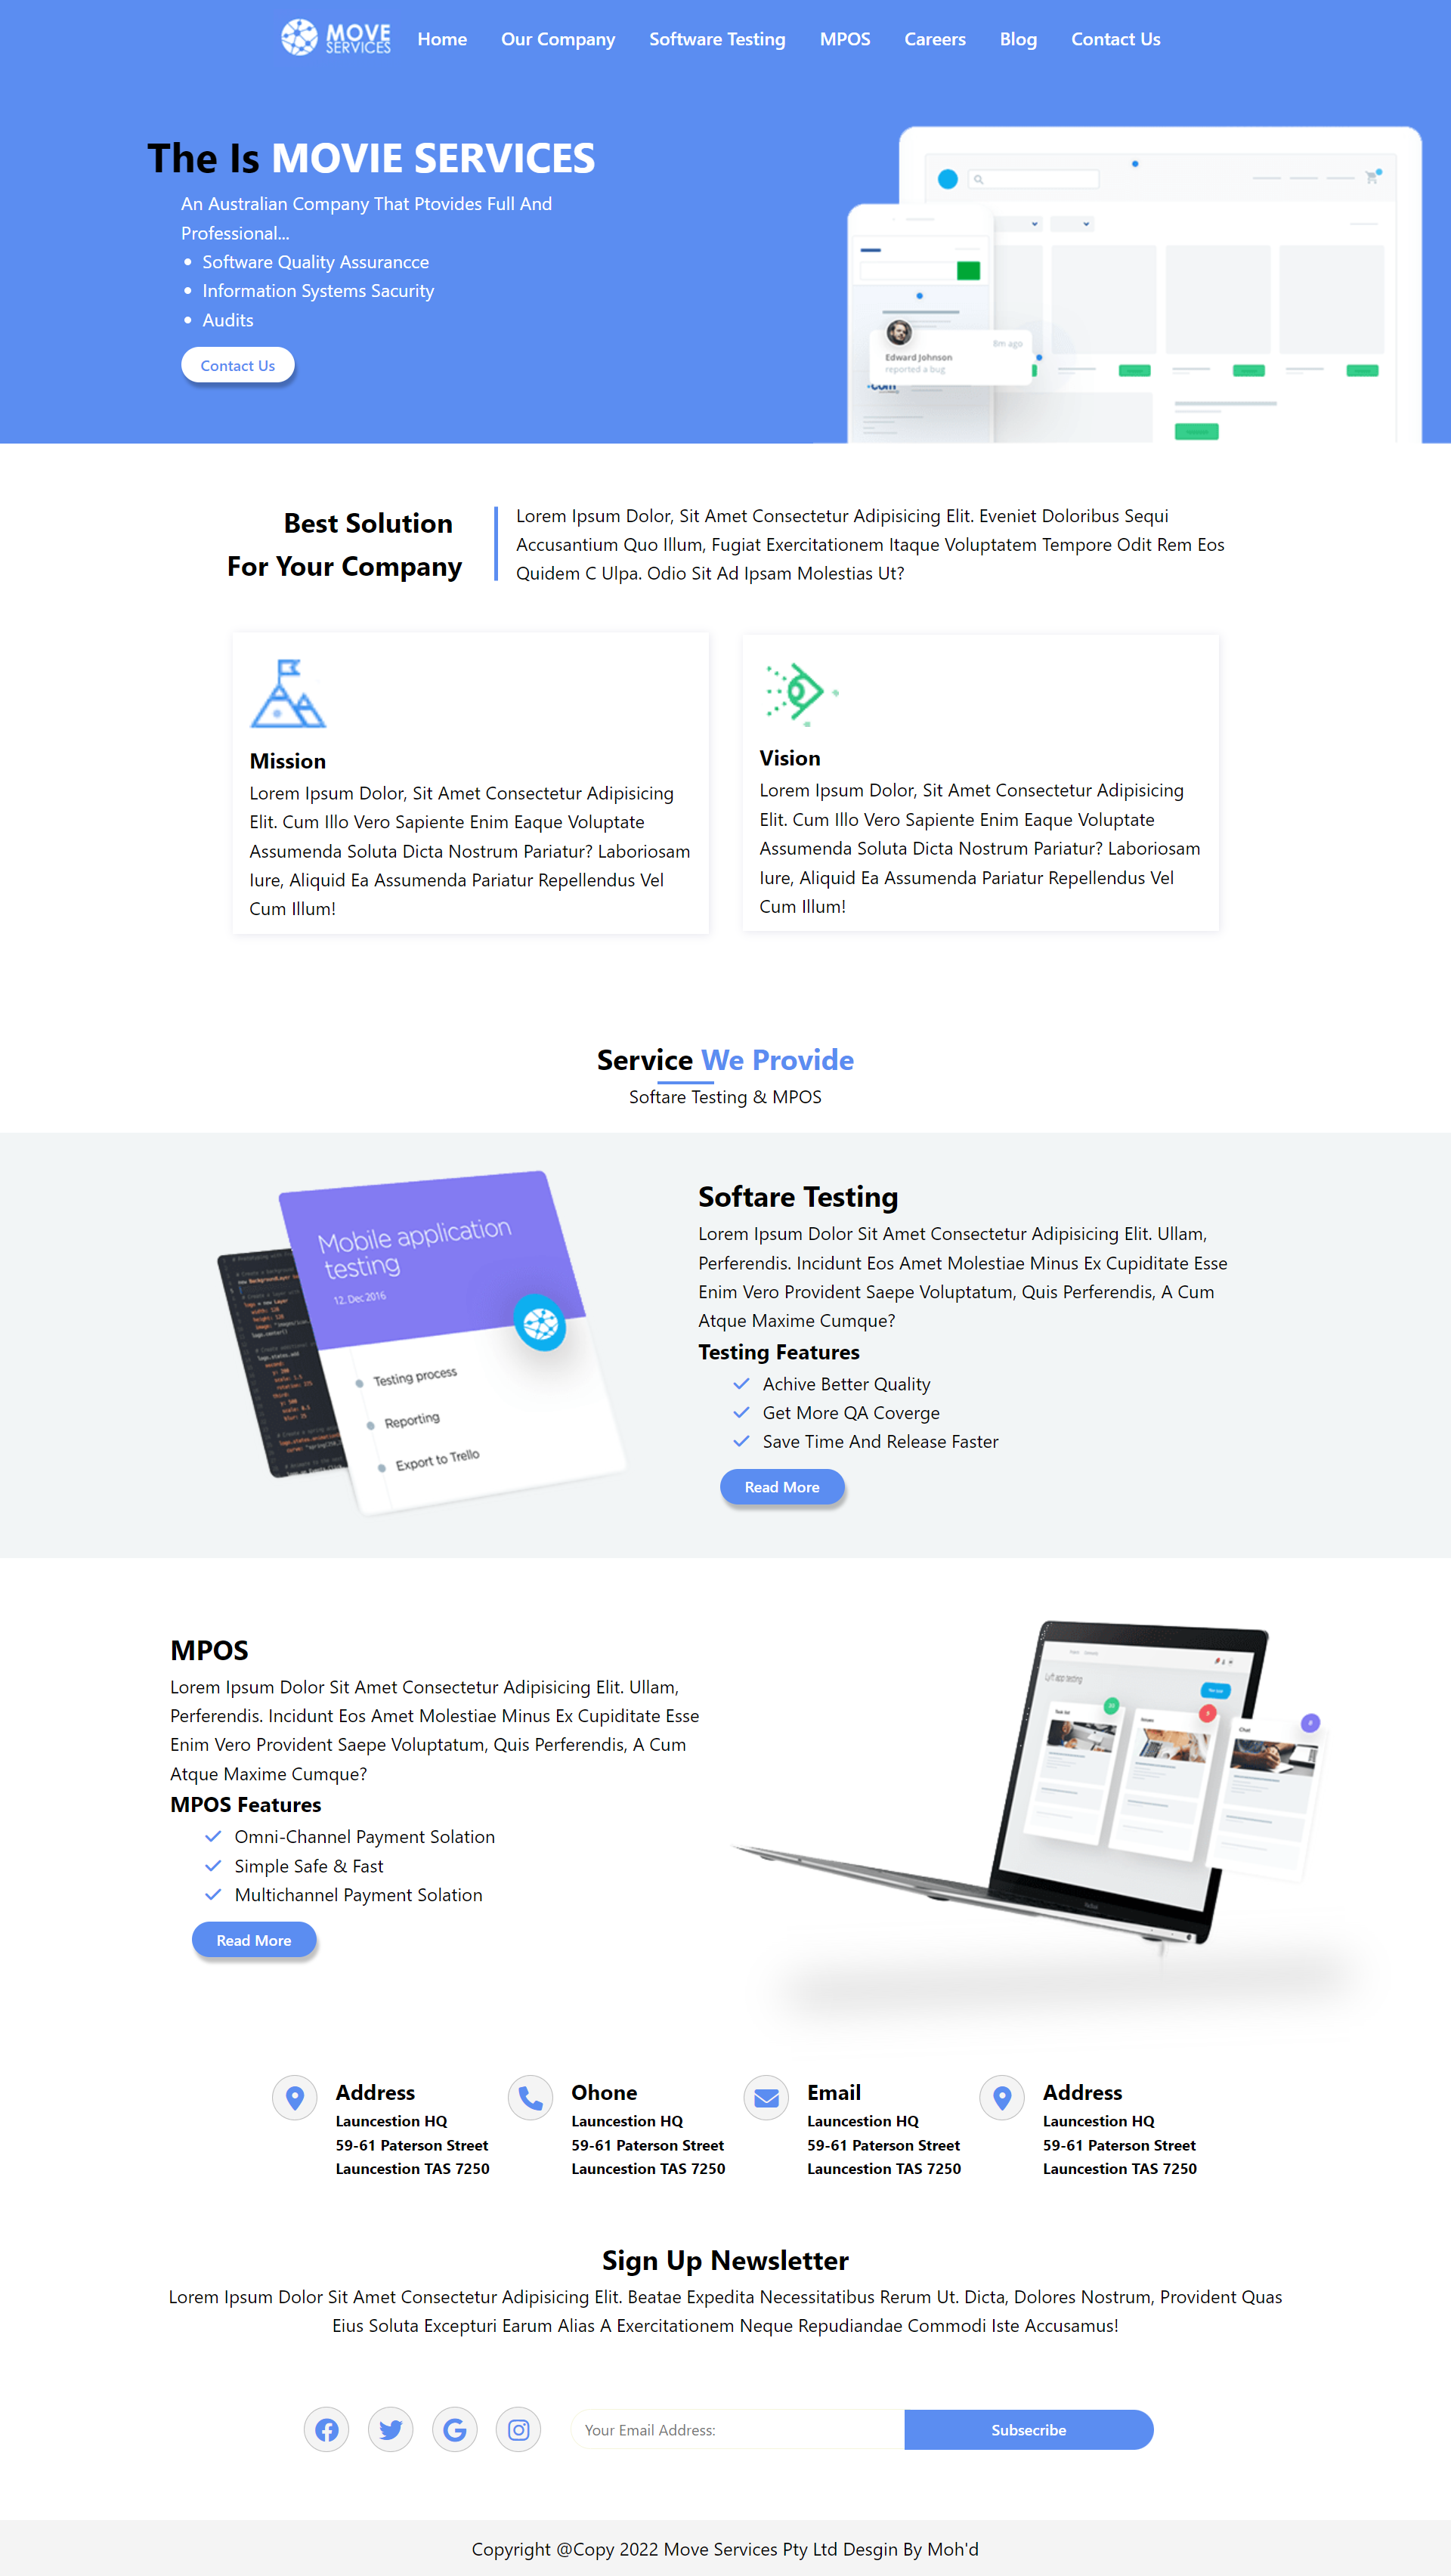 MOVE
SERVICES
Home
Our Company
Software Testing
MPOS
Careers
Blog
Contact Us
The Is MOVIE SERVICES
An Australian Company That Ptovides Full And
Professional...
Software Quality Assurancce
Information Systems Sacurity
Audits
Contact Us
8m ago
Edward Johnson
reported a bug
.com
Best Solution
For Your Company
Lorem Ipsum Dolor, Sit Amet Consectetur Adipisicing Elit. Eveniet Doloribus Sequi
Accusantium Quo Illum, Fugiat Exercitationem Itaque Voluptatem Tempore Odit Rem Eos
Quidem C Ulpa. Odio Sit Ad Ipsam Molestias Ut?
Mission
Lorem Ipsum Dolor, Sit Amet Consectetur Adipisicing
Elit. Cum Illo Vero Sapiente Enim Eaque Voluptate
Assumenda Soluta Dicta Nostrum Pariatur? Laboriosam
Iure, Aliquid Ea Assumenda Pariatur Repellendus Vel
Cum Illum!
Vision
Lorem Ipsum Dolor, Sit Amet Consectetur Adipisicing
Elit. Cum Illo Vero Sapiente Enim Eaque Voluptate
Assumenda Soluta Dicta Nostrum Pariatur? Laboriosam
Iure, Aliquid Ea Assumenda Pariatur Repellendus Vel
Cum Illum!
Service We Provide
Softare Testing & MPOS
Mobile application
testing
12. Dec 2016
Testing process
Reporting
Export to Trello
Softare Testing
Lorem Ipsum Dolor Sit Amet Consectetur Adipisicing Elit. Ullam,
Perferendis. Incidunt Eos Amet Molestiae Minus Ex Cupiditate Esse
Enim Vero Provident Saepe Voluptatum, Quis Perferendis, A Cum
Atque Maxime Cumque?
Testing Features
Achive Better Quality
Get More QA Coverge
Save Time And Release Faster
Read More
MPOS
Lorem Ipsum Dolor Sit Amet Consectetur Adipisicing Elit. Ullam,
Perferendis. Incidunt Eos Amet Molestiae Minus Ex Cupiditate Esse
Enim Vero Provident Saepe Voluptatum, Quis Perferendis, A Cum
Atque Maxime Cumque?
MPOS Features
Omni-Channel Payment Solation
Simple Safe & Fast
Multichannel Payment Solation
Read More
Lyft app testing
Issues
Chat
Address
Launcestion HQ
59-61 Paterson Street
Launcestion TAS 7250
Ohone
Launcestion HQ
59-61 Paterson Street
Launcestion TAS 7250
Email
Launcestion HQ
59-61 Paterson Street
Launcestion TAS 7250
Address
Launcestion HQ
59-61 Paterson Street
Launcestion TAS 7250
Sign Up Newsletter
Lorem Ipsum Dolor Sit Amet Consectetur Adipisicing Elit. Beatae Expedita Necessitatibus Rerum Ut. Dicta, Dolores Nostrum, Provident Quas
Eius Soluta Excepturi Earum Alias A Exercitationem Neque Repudiandae Commodi Iste Accusamus!
Your Email Address:
Subsecribe
Copyright @Copy 2022 Move Services Pty Ltd Desgin By Moh'd